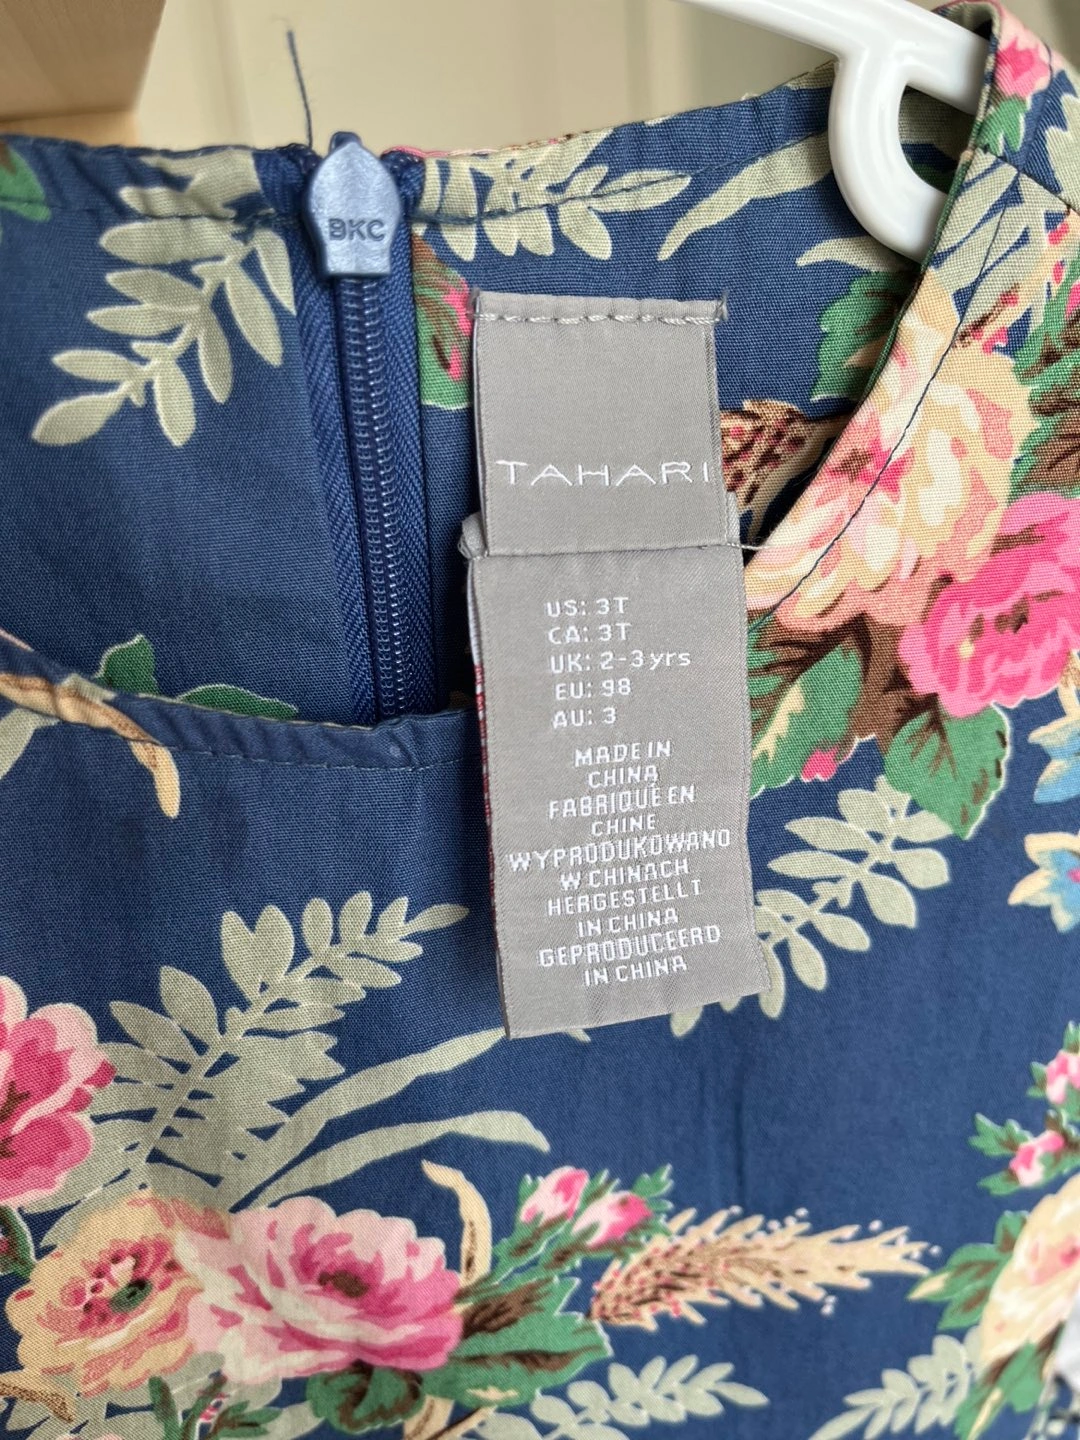 BKC
TAHARI
US: 3T
CA: 3T
UK: 2-3yrs
EU: 98
AU: 3
MADE IN
CHINA
FABRIQUÉ EN
CHINE
WYPRODUKOWANO
W CHINACH
HERGESTELLT
IN CHINA
GEPRODUCEERD
IN CHINA